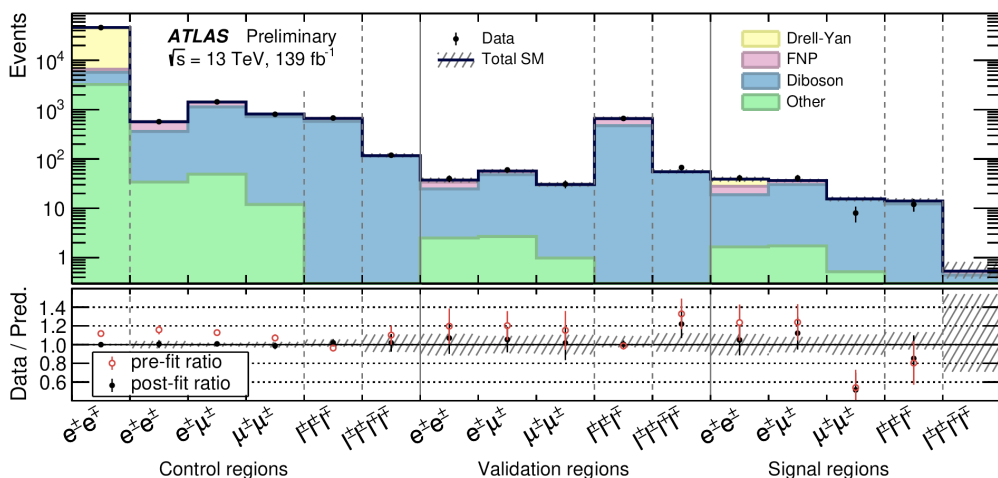 Events
10⁴
10³
10²
10
1
ATLAS Preliminary
√s = 13 TeV, 139 fb⁻¹
Data
Total SM
Drell-Yan
FNP
Diboson
Other
Data / Pred.
1.4
1.2
1.0
0.8
0.6
pre-fit ratio
post-fit ratio
e±e∓
e±e±
e±μ±
μ±μ±
l±l±l∓
l±l±l∓l∓
e±e±
e±μ±
μ±μ±
l±l±l∓
l±l±l∓l∓
e±e±
e±μ±
μ±μ±
l±l±l∓
l±l±l∓l∓
Control regions
Validation regions
Signal regions